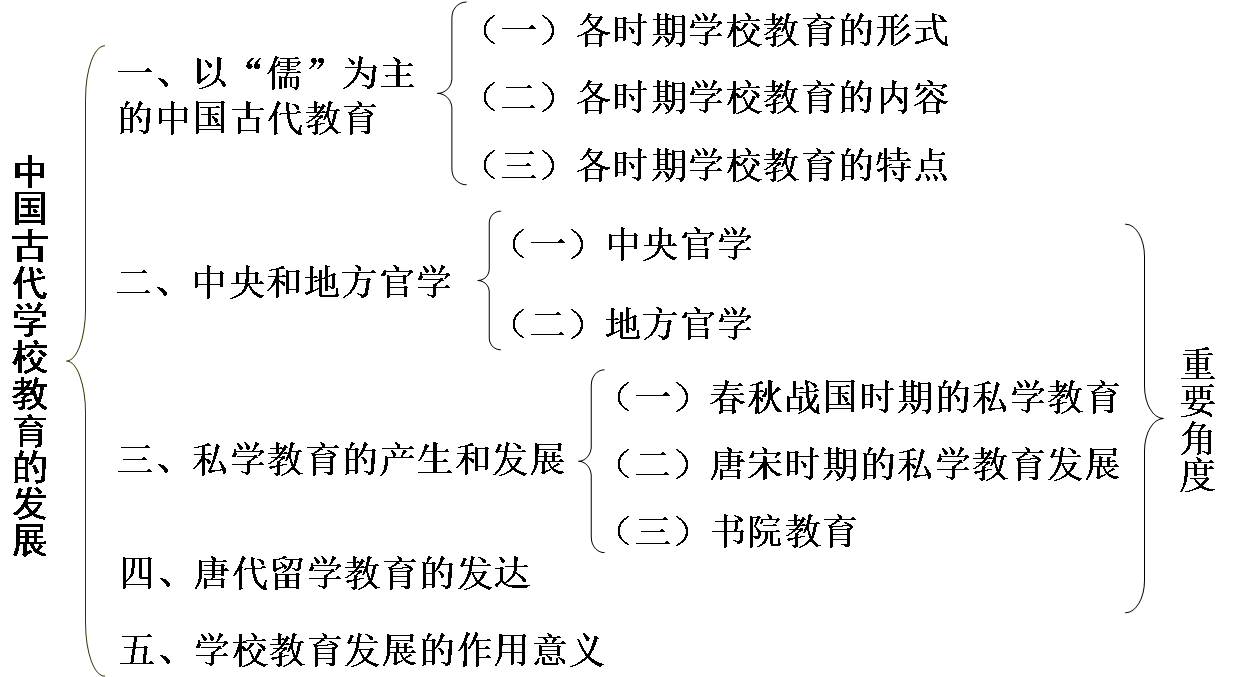 中国古代学校教育的发展
一、以“儒”为主
的中国古代教育
（一）各时期学校教育的形式
（二）各时期学校教育的内容
（三）各时期学校教育的特点
二、中央和地方官学
（一）中央官学
（二）地方官学
三、私学教育的产生和发展
（一）春秋战国时期的私学教育
（二）唐宋时期的私学教育发展
（三）书院教育
四、唐代留学教育的发达
五、学校教育发展的作用意义
重要角度